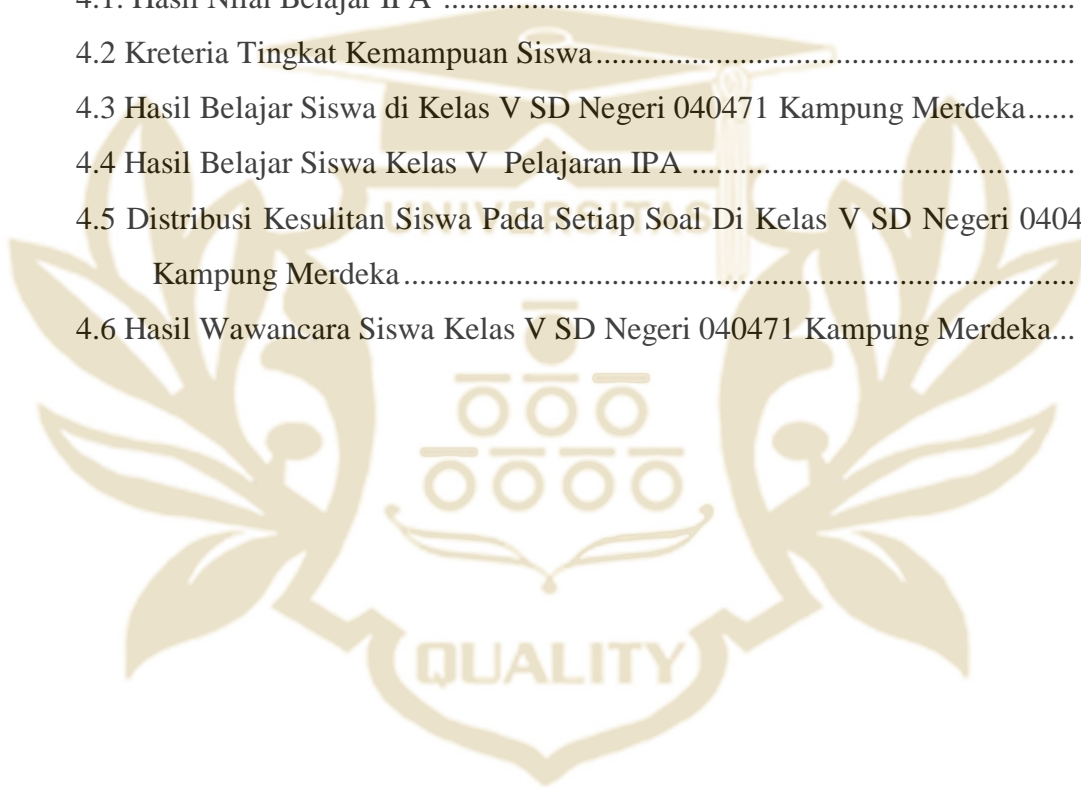 4.1. Hasil Nilai Belajar IPA ........................................................................
4.2 Kreteria Tingkat Kemampuan Siswa......................................................
4.3 Hasil Belajar Siswa di Kelas V SD Negeri 040471 Kampung Merdeka......
4.4 Hasil Belajar Siswa Kelas V Pelajaran IPA ...........................................
4.5 Distribusi Kesulitan Siswa Pada Setiap Soal Di Kelas V SD Negeri 0404
Kampung Merdeka...........................................................................
4.6 Hasil Wawancara Siswa Kelas V SD Negeri 040471 Kampung Merdeka...
UNIVERSITAS
QUALITY